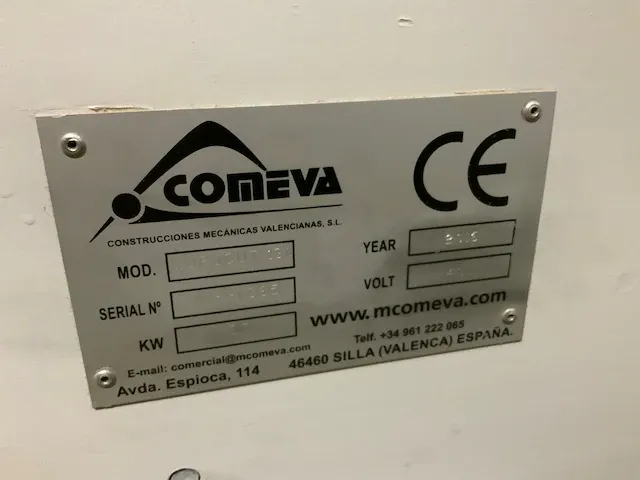 COMEVA
CE
CONSTRUCCIONES MECÁNICAS VALENCIANAS, S.L.
MOD.
YEAR
SERIAL Nº
VOLT
KW
www.mcomeva.com
E-mail: comercial@mcomeva.com
Telf. +34 961 222 065
Avda. Espioca, 114
46460 SILLA (VALENCA) ESPAÑA.